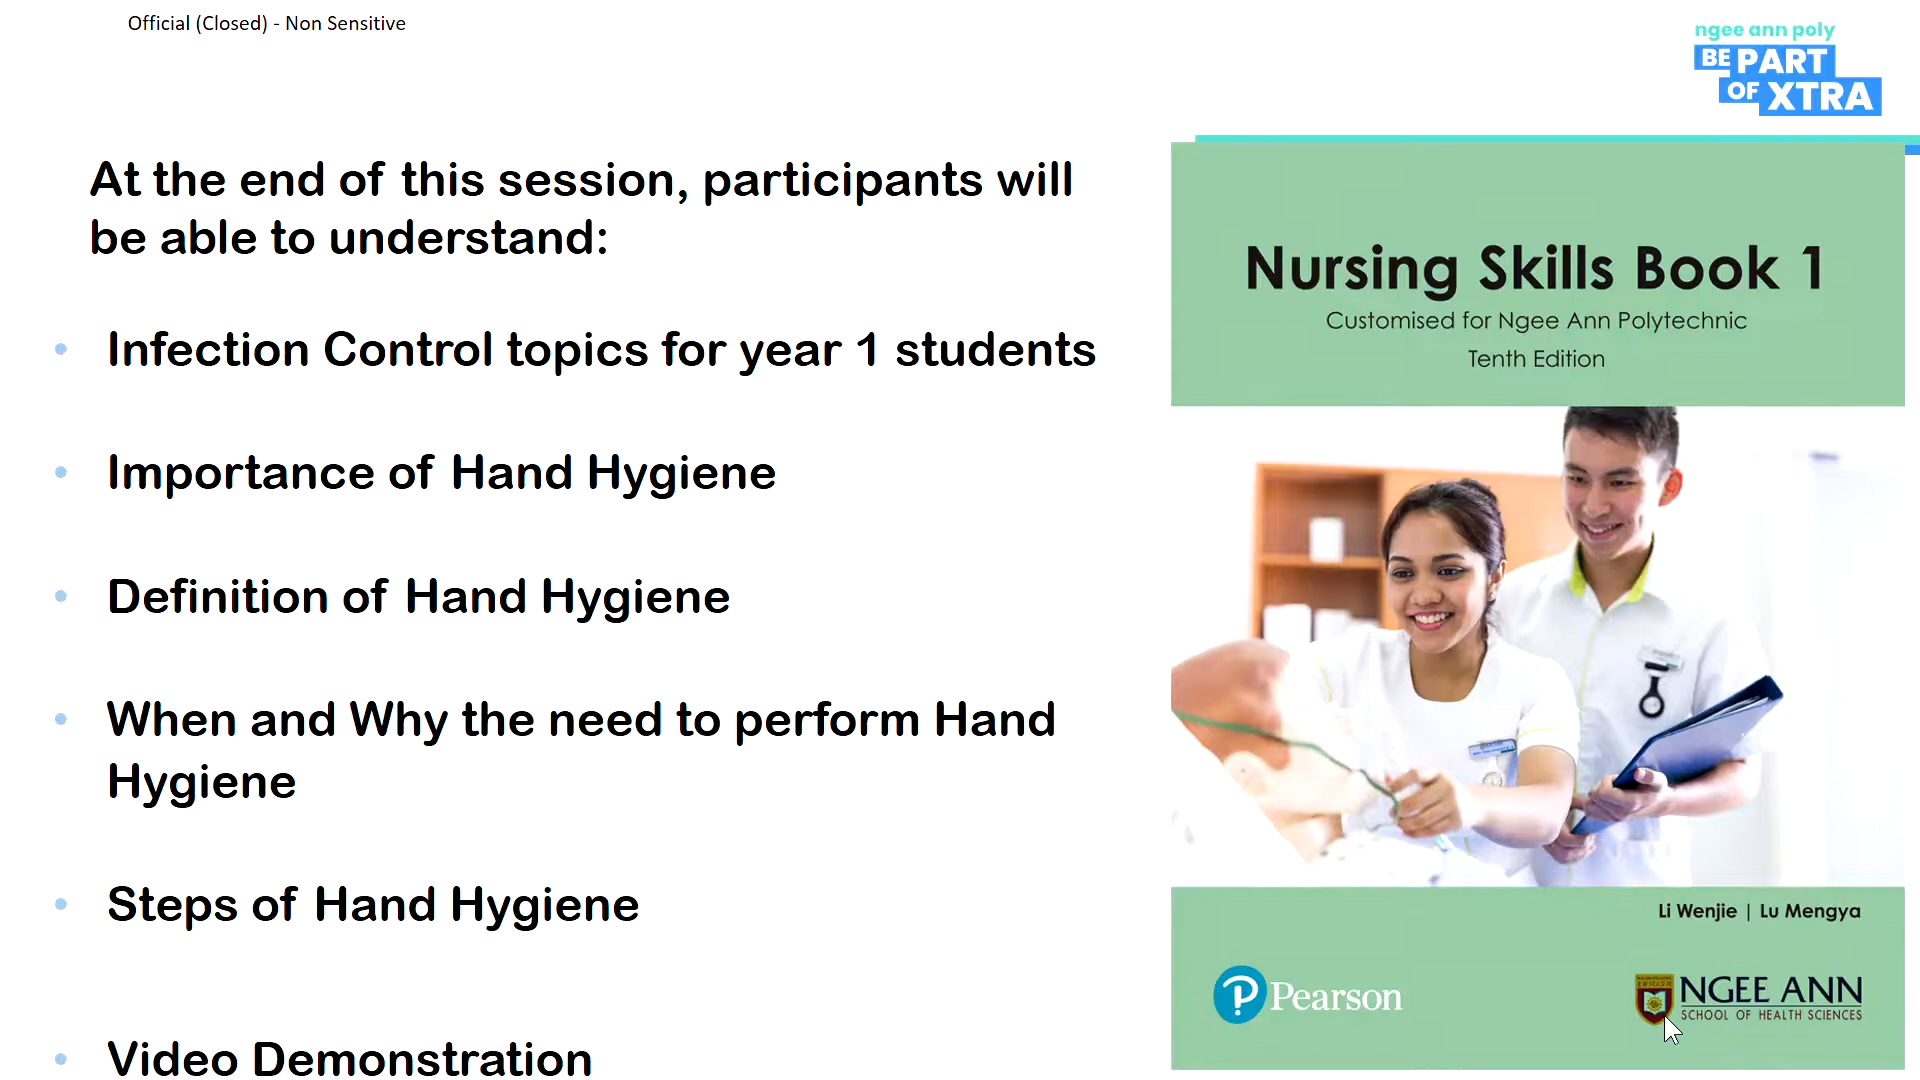 Official (Closed) - Non Sensitive
ngee ann poly
BE PART
OF XTRA
At the end of this session, participants will
be able to understand:
Infection Control topics for year 1 students
Importance of Hand Hygiene
Definition of Hand Hygiene
When and Why the need to perform Hand
Hygiene
Steps of Hand Hygiene
Video Demonstration
Nursing Skills Book 1
Customised for Ngee Ann Polytechnic
Tenth Edition
Li Wenjie | Lu Mengya
Pearson
NGEE ANN
SCHOOL OF HEALTH SCIENCES